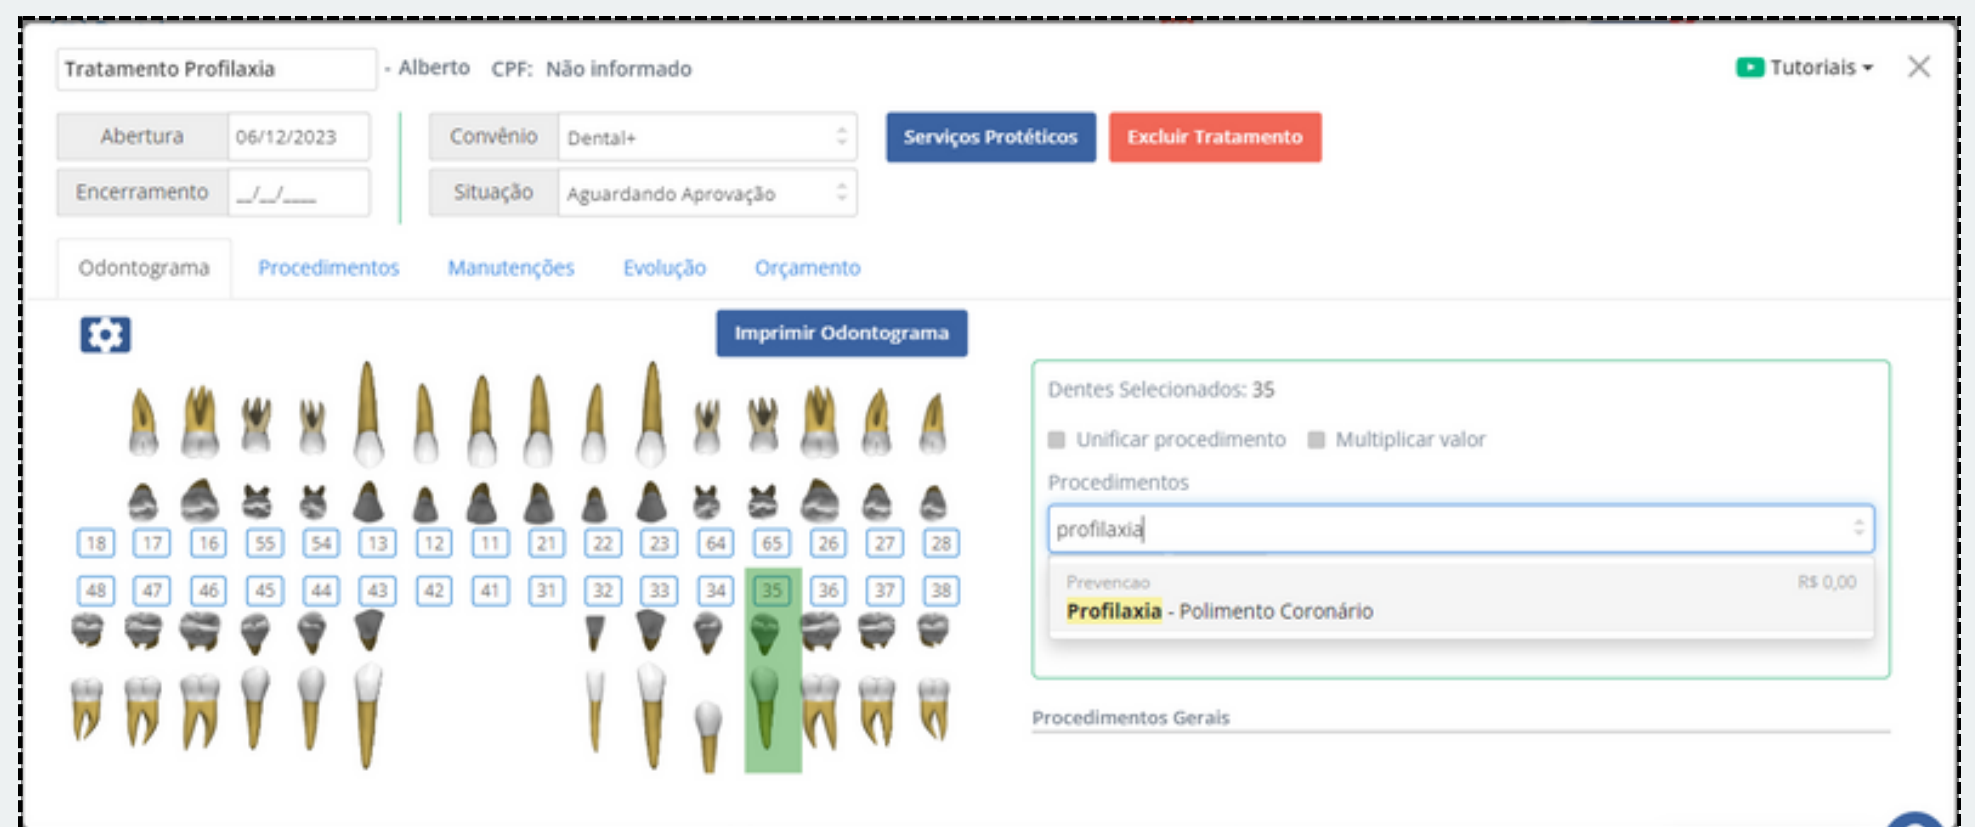 Tratamento Profilaxia - Alberto CPF: Não informado Tutoriais
Abertura 06/12/2023 Convênio Dental+ Serviços Protéticos Excluir Tratamento
Encerramento __/__/____ Situação Aguardando Aprovação
Odontograma Procedimentos Manutenções Evolução Orçamento
Imprimir Odontograma
Dentes Selecionados: 35
Unificar procedimento Multiplicar valor
Procedimentos
profilaxia
Prevencao R$ 0,00
Profilaxia - Polimento Coronário
18 17 16 55 54 13 12 11 21 22 23 64 65 26 27 28
48 47 46 45 44 43 42 41 31 32 33 34 35 36 37 38
Procedimentos Gerais